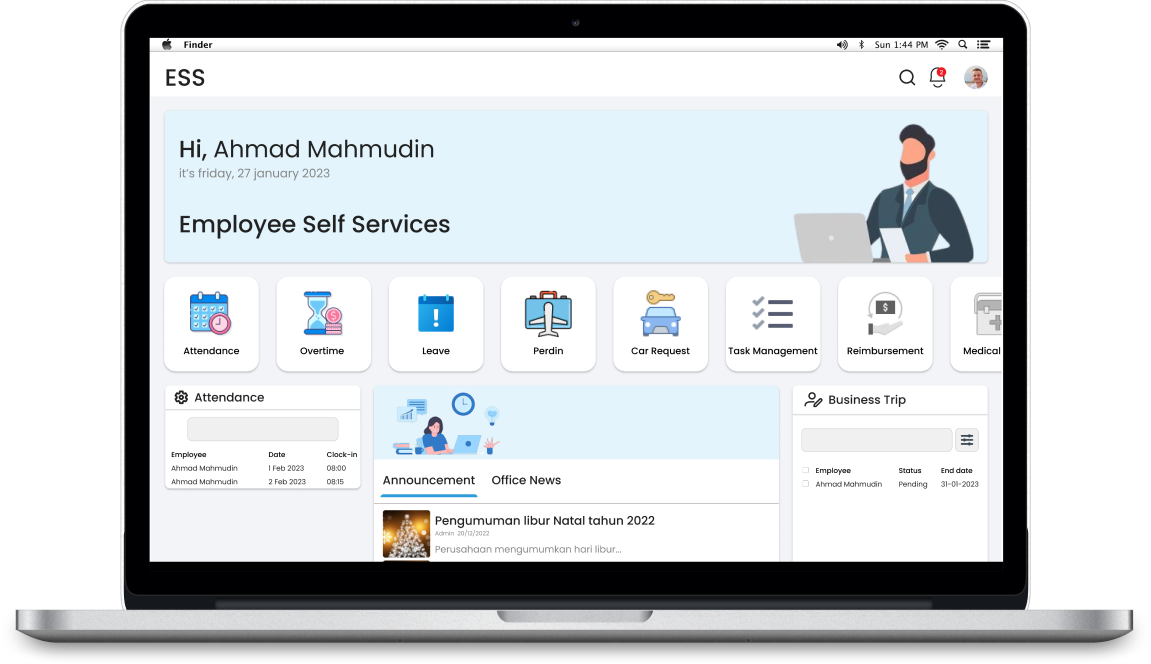 Finder
Sun 1:44 PM
ESS
2
Hi, Ahmad Mahmudin
it's friday, 27 january 2023
Employee Self Services
Attendance
Overtime
Leave
Perdin
Car Request
Task Management
Reimbursement
Medical
Attendance
Employee Date Clock-in
Ahmad Mahmudin 1 Feb 2023 08:00
Ahmad Mahmudin 2 Feb 2023 08:15
Announcement Office News
Pengumuman libur Natal tahun 2022
Admin 20/12/2022
Perusahaan mengumumkan hari libur...
Business Trip
Employee Status End date
Ahmad Mahmudin Pending 31-01-2023